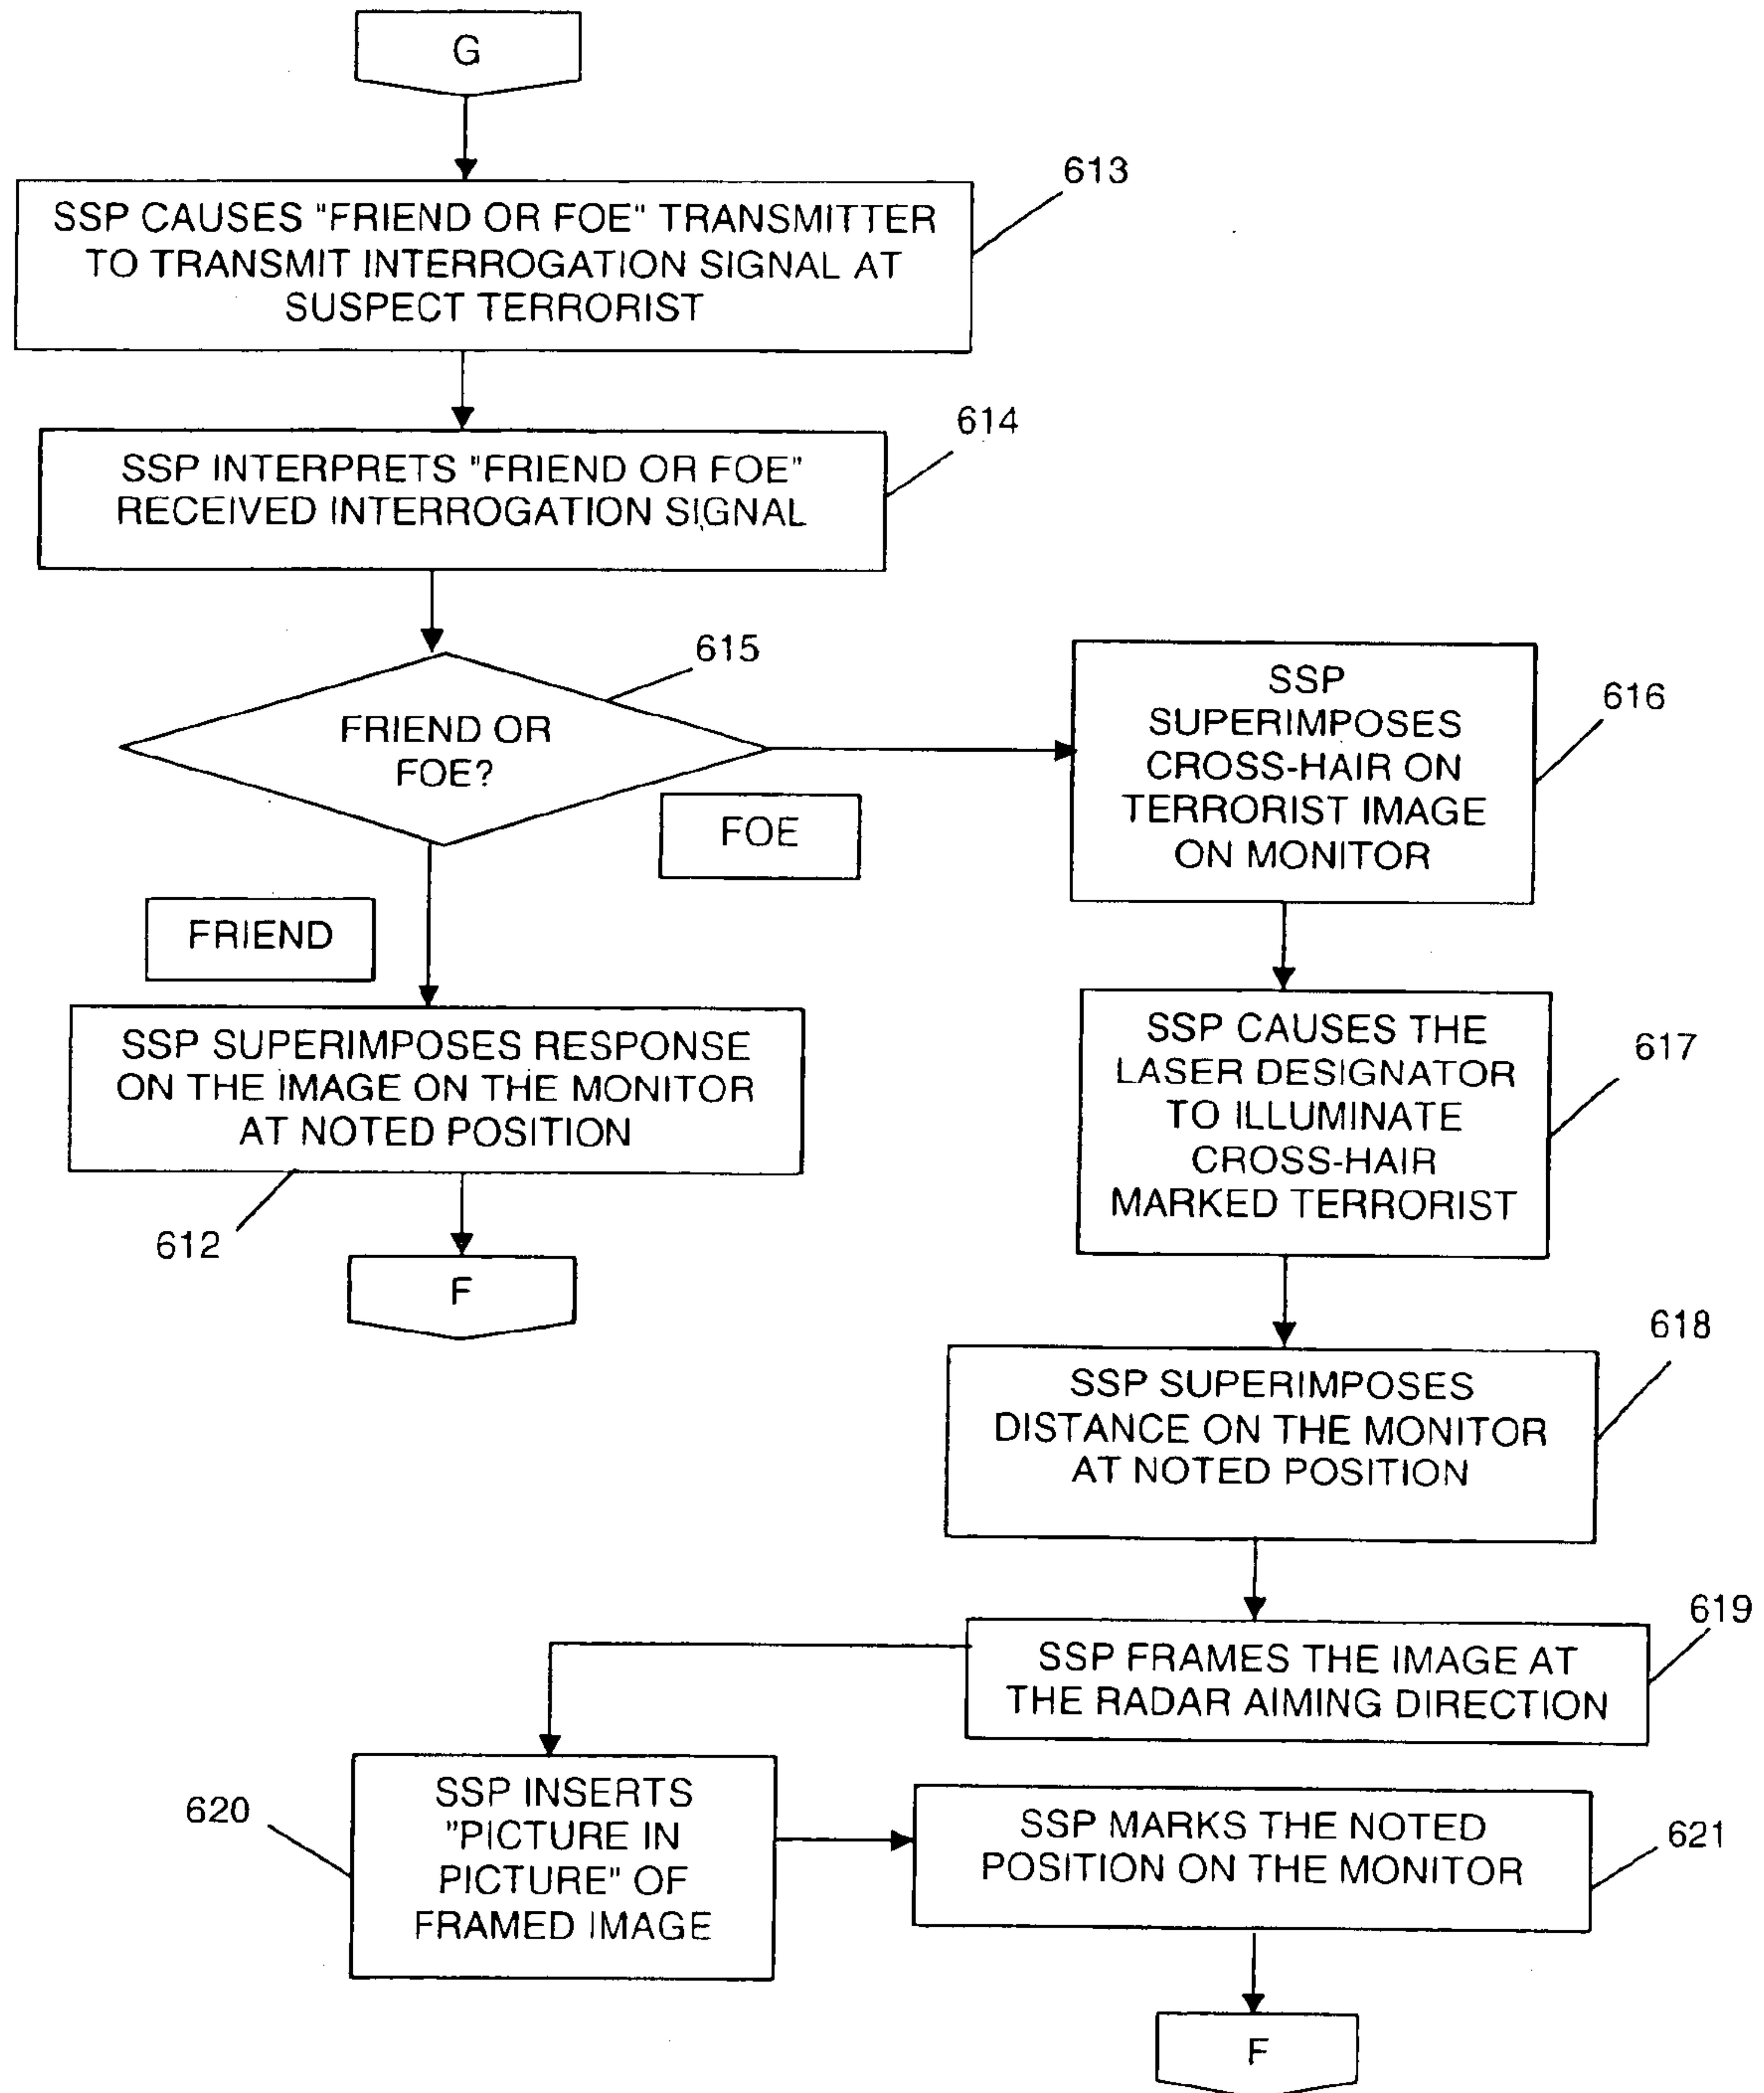 G
613
SSP CAUSES "FRIEND OR FOE" TRANSMITTER
TO TRANSMIT INTERROGATION SIGNAL AT
SUSPECT TERRORIST
614
SSP INTERPRETS "FRIEND OR FOE"
RECEIVED INTERROGATION SIGNAL
615
FRIEND OR
FOE?
FOE
FRIEND
SSP SUPERIMPOSES RESPONSE
ON THE IMAGE ON THE MONITOR
AT NOTED POSITION
612
F
616
SSP
SUPERIMPOSES
CROSS-HAIR ON
TERRORIST IMAGE
ON MONITOR
617
SSP CAUSES THE
LASER DESIGNATOR
TO ILLUMINATE
CROSS-HAIR
MARKED TERRORIST
618
SSP SUPERIMPOSES
DISTANCE ON THE MONITOR
AT NOTED POSITION
619
SSP FRAMES THE IMAGE AT
THE RADAR AIMING DIRECTION
620
SSP INSERTS
"PICTURE IN
PICTURE" OF
FRAMED IMAGE
SSP MARKS THE NOTED
POSITION ON THE MONITOR
621
F